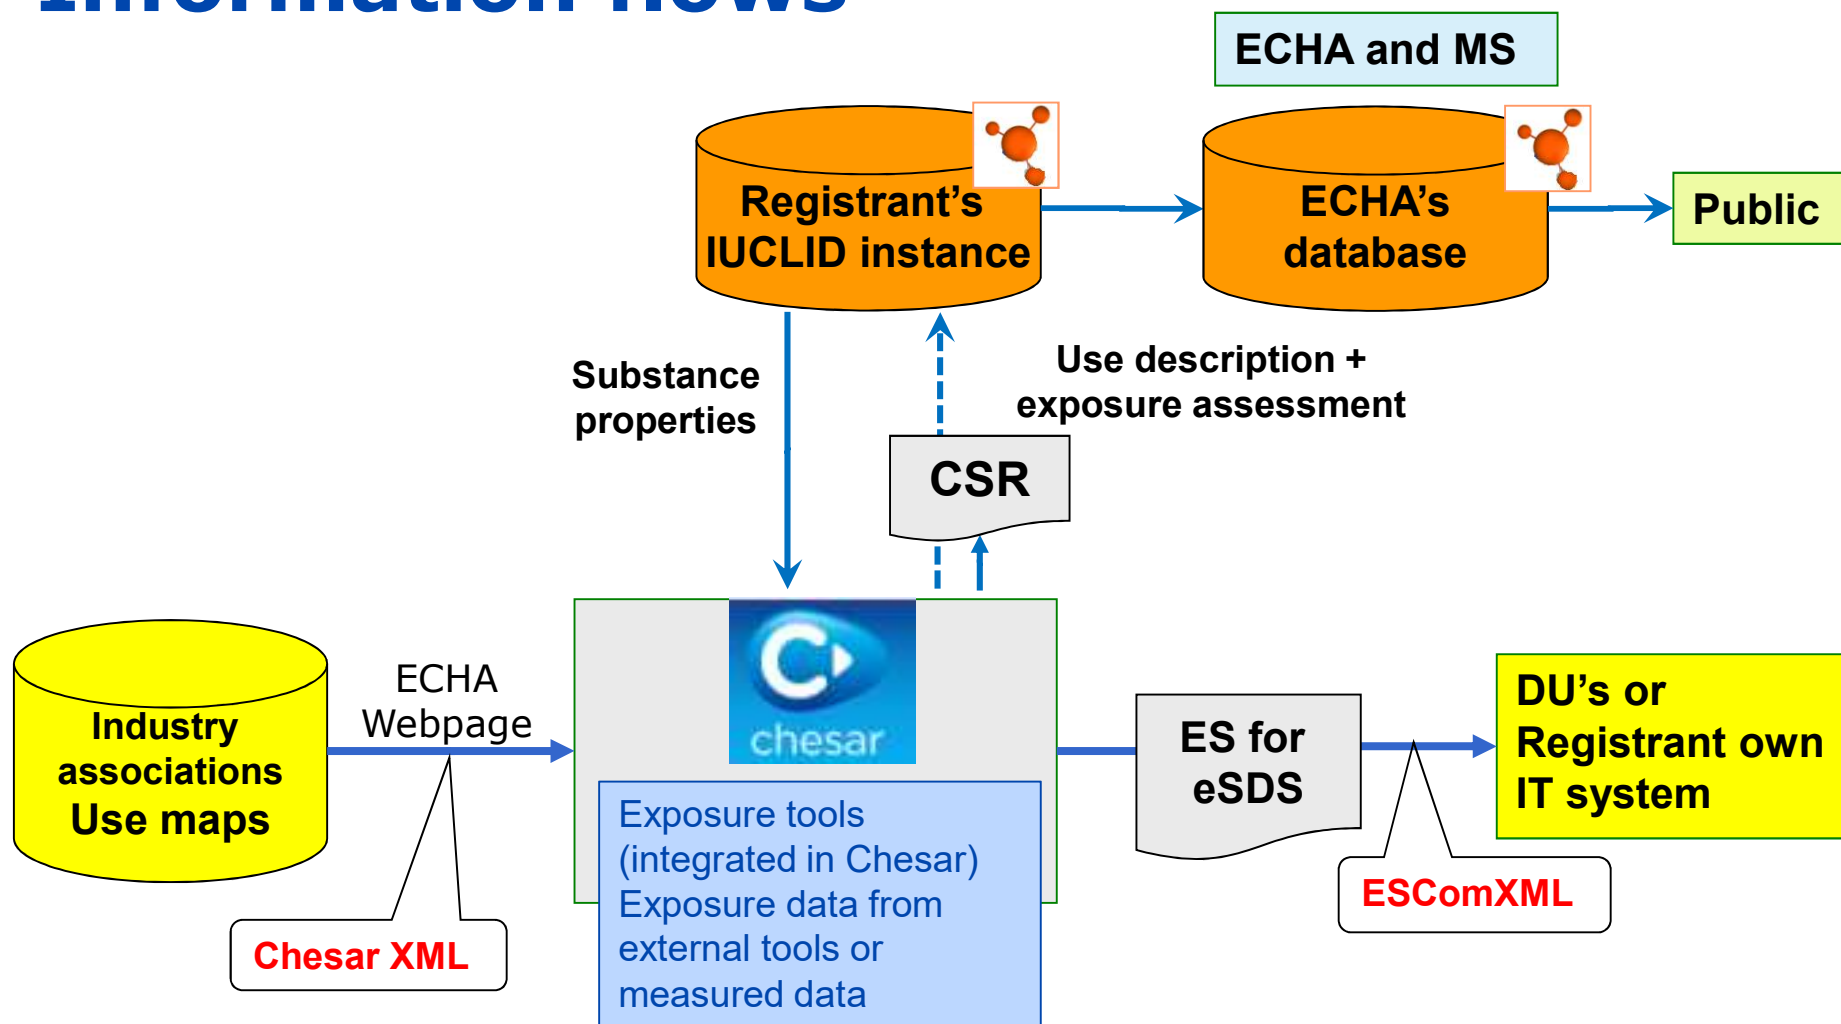 Information flows
ECHA and MS
Registrant's
IUCLID instance
ECHA's
database
Public
Substance
properties
Use description +
exposure assessment
CSR
Industry
associations
Use maps
ECHA
Webpage
chesar
ES for
eSDS
DU's or
Registrant own
IT system
Exposure tools
(integrated in Chesar)
Exposure data from
external tools or
measured data
Chesar XML
ESComXML